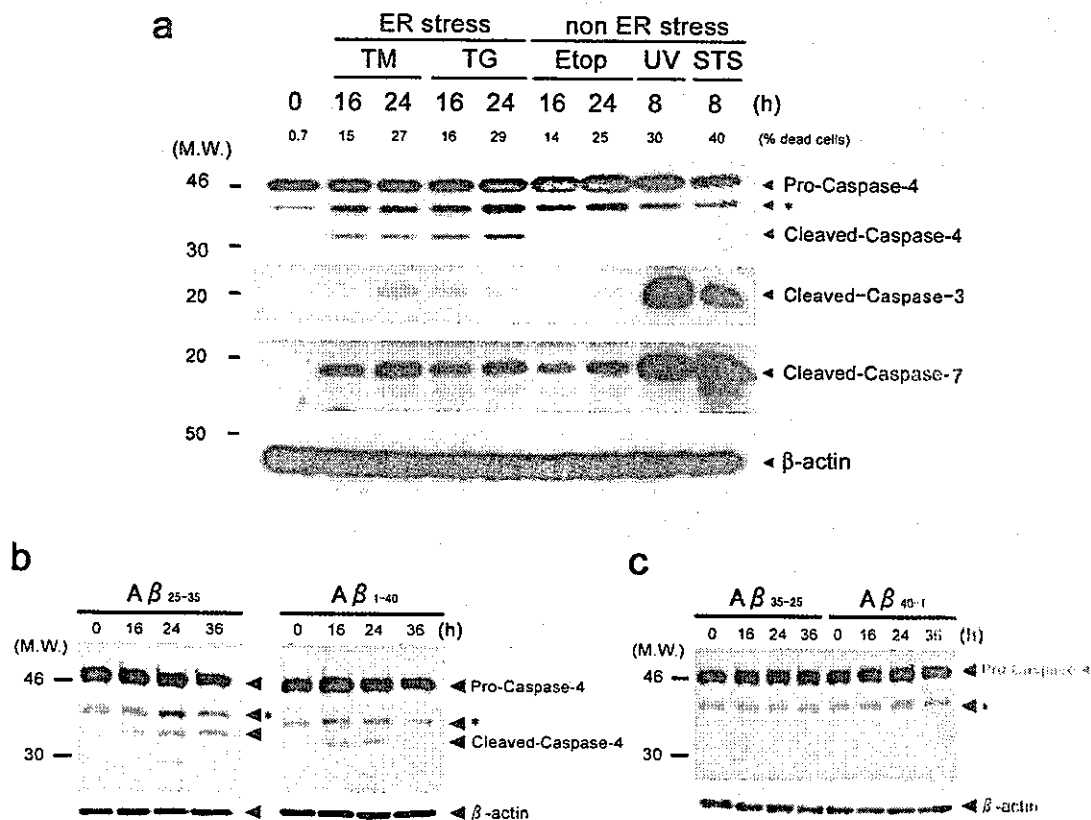 a
ER stress non ER stress
TM TG Etop UV STS
0 16 24 16 24 16 24 8 8 (h)
0.7 15 27 16 29 14 25 30 40 (% dead cells)
(M.W.)
46 Pro-Caspase-4
*
Cleaved-Caspase-4
30
20 Cleaved-Caspase-3
20
Cleaved-Caspase-7
50
β-actin
b
Aβ 25-35 Aβ 1-40
0 16 24 36 0 16 24 36 (h)
(M.W.)
46 Pro-Caspase-4
* *
Cleaved-Caspase-4
30
β-actin
c
Aβ 35-25 Aβ 40-1
0 16 24 36 0 16 24 36 (h)
(M.W.)
46 Pro-Caspase-4
*
30
β-actin